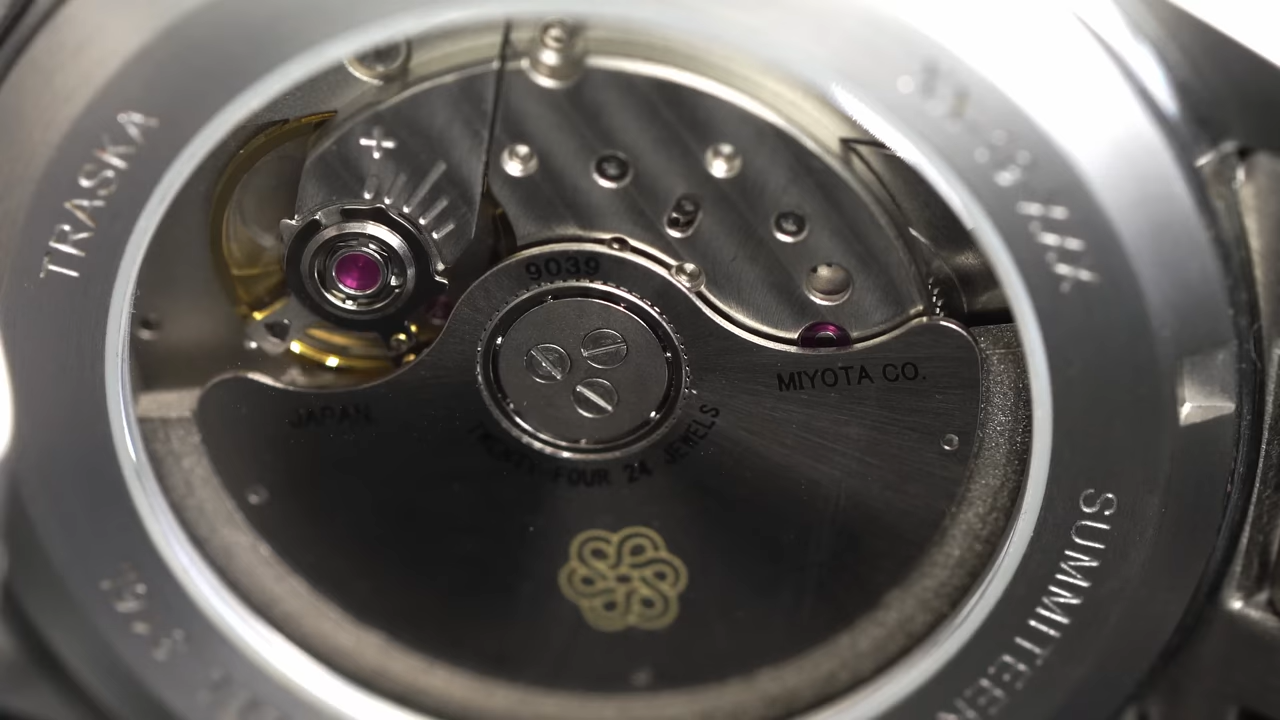 TRASKA
9039
MIYOTA CO.
JAPAN
TWENTY-FOUR 24 JEWELS
SUMMITEER